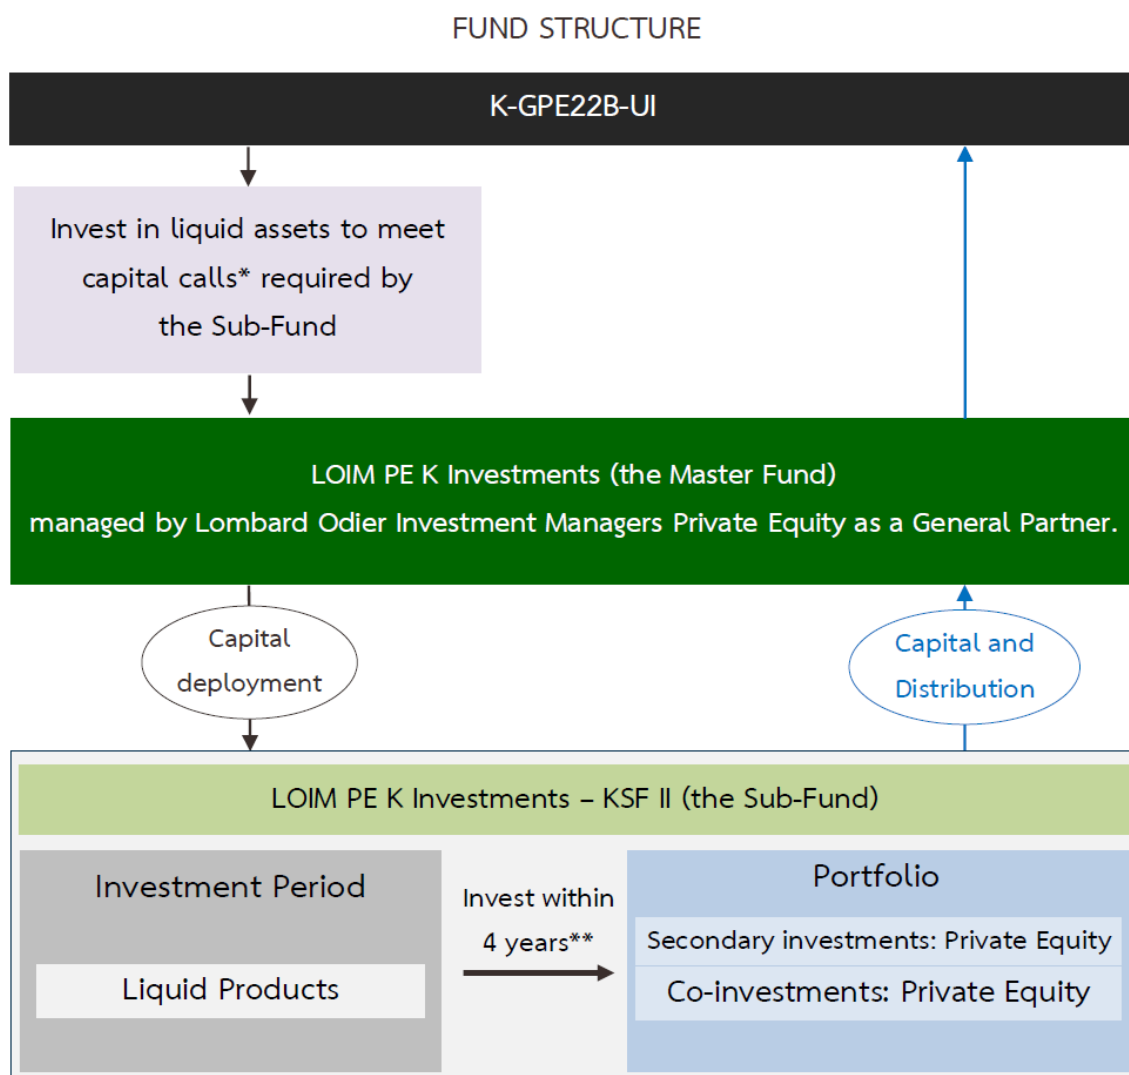 FUND STRUCTURE
K-GPE22B-UI
Invest in liquid assets to meet
capital calls* required by
the Sub-Fund
LOIM PE K Investments (the Master Fund)
managed by Lombard Odier Investment Managers Private Equity as a General Partner.
Capital
deployment
Capital and
Distribution
LOIM PE K Investments – KSF II (the Sub-Fund)
Investment Period
Liquid Products
Invest within
4 years**
Portfolio
Secondary investments: Private Equity
Co-investments: Private Equity